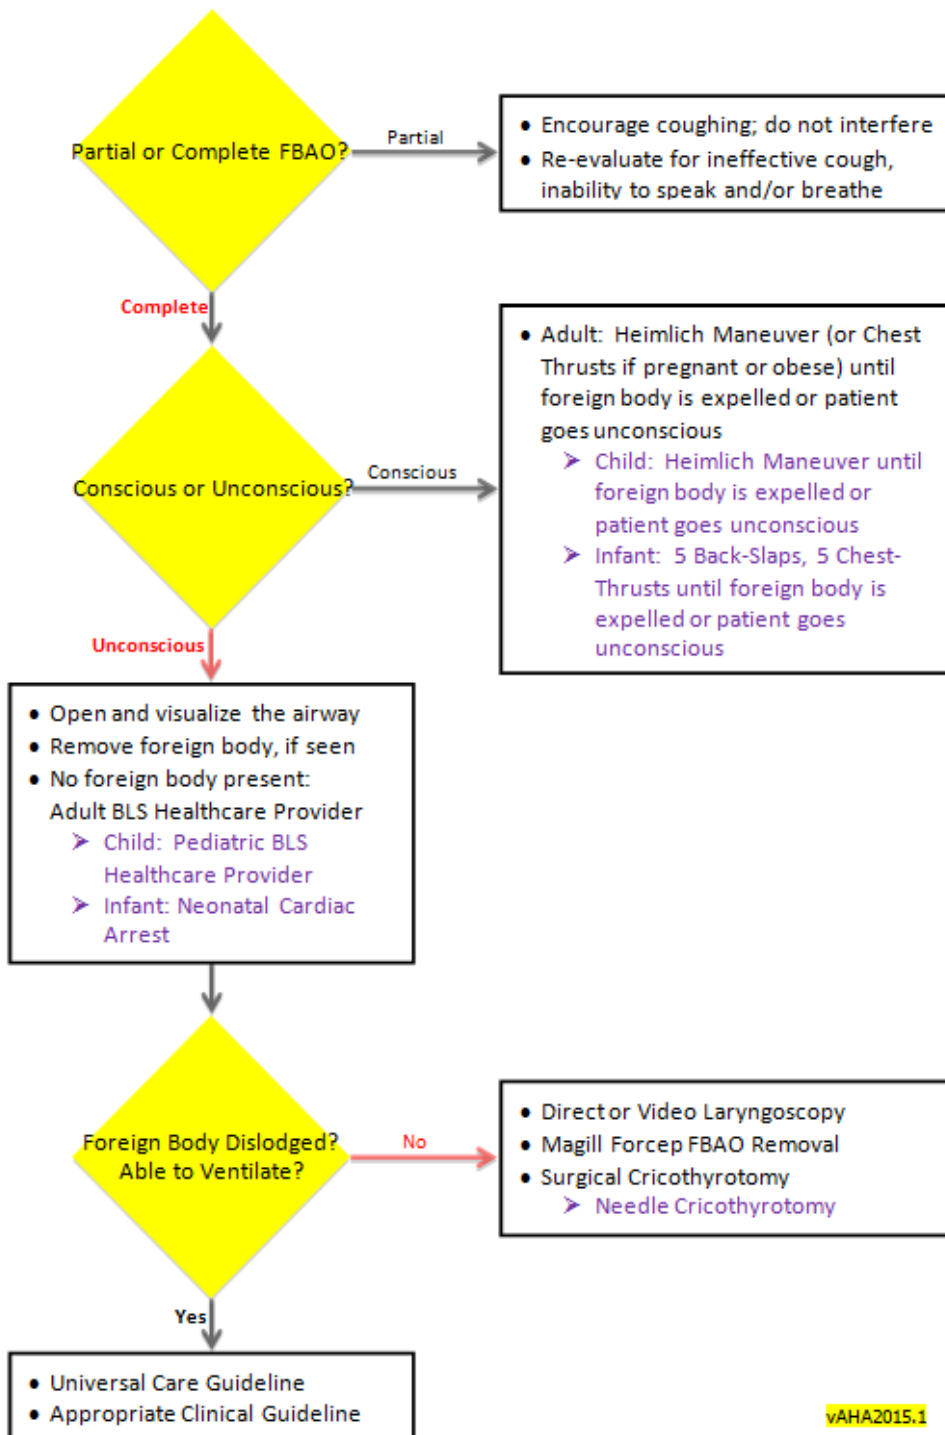 Partial or Complete FBAO?
Partial
• Encourage coughing; do not interfere
• Re-evaluate for ineffective cough,
inability to speak and/or breathe
Complete
Conscious or Unconscious?
Conscious
• Adult: Heimlich Maneuver (or Chest
Thrusts if pregnant or obese) until
foreign body is expelled or patient
goes unconscious
➤ Child: Heimlich Maneuver until
foreign body is expelled or
patient goes unconscious
➤ Infant: 5 Back-Slaps, 5 Chest-
Thrusts until foreign body is
expelled or patient goes
unconscious
Unconscious
• Open and visualize the airway
• Remove foreign body, if seen
• No foreign body present:
Adult BLS Healthcare Provider
➤ Child: Pediatric BLS
Healthcare Provider
➤ Infant: Neonatal Cardiac
Arrest
Foreign Body Dislodged?
Able to Ventilate?
No
• Direct or Video Laryngoscopy
• Magill Forcep FBAO Removal
• Surgical Cricothyrotomy
➤ Needle Cricothyrotomy
Yes
• Universal Care Guideline
• Appropriate Clinical Guideline
vAHA2015.1